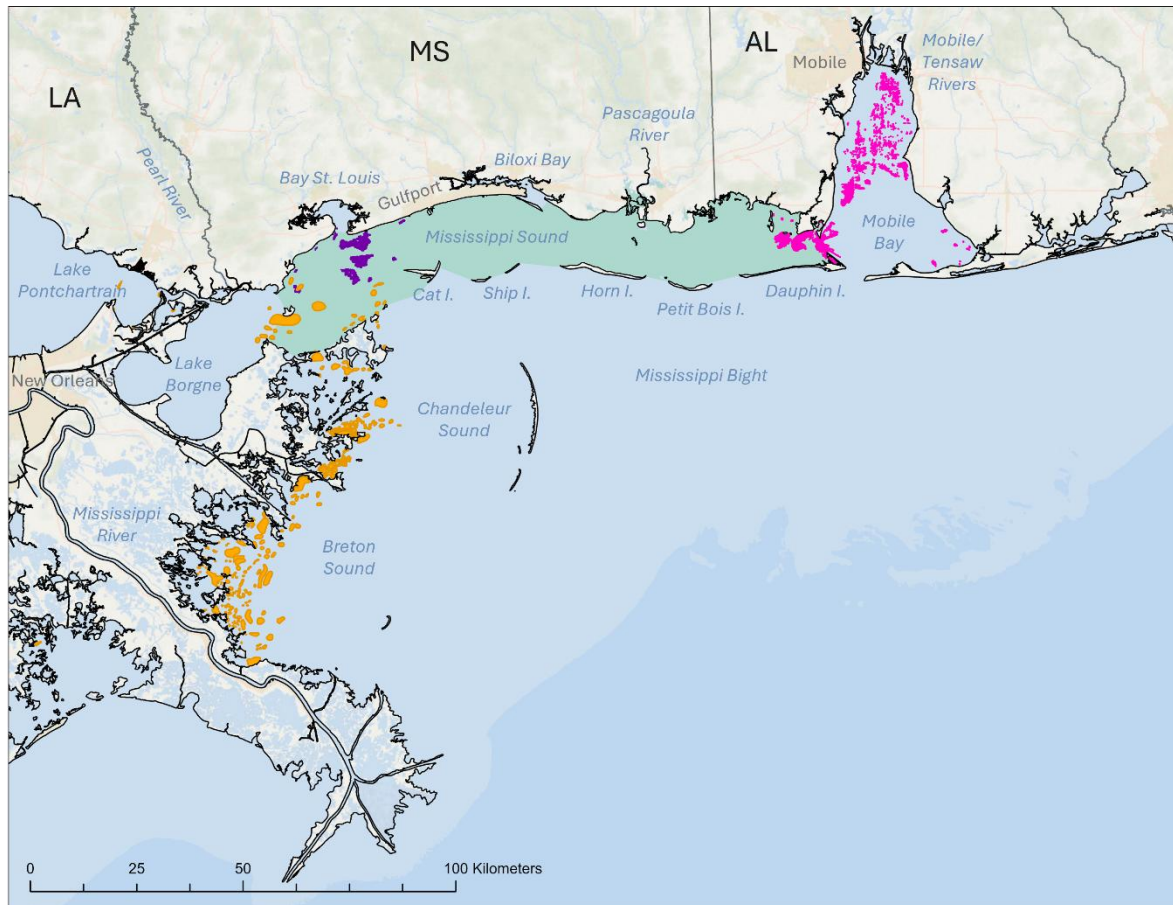 LA
MS
AL
Mobile
Mobile/
Tensaw
Rivers
Pearl River
Pascagoula
River
Biloxi Bay
Bay St. Louis
Gulfport
Mississippi Sound
Mobile
Bay
Lake
Pontchartrain
Cat I.
Ship I.
Horn I.
Petit Bois I.
Dauphin I.
New Orleans
Lake
Borgne
Mississippi Bight
Chandeleur
Sound
Mississippi
River
Breton
Sound
0 25 50 100 Kilometers